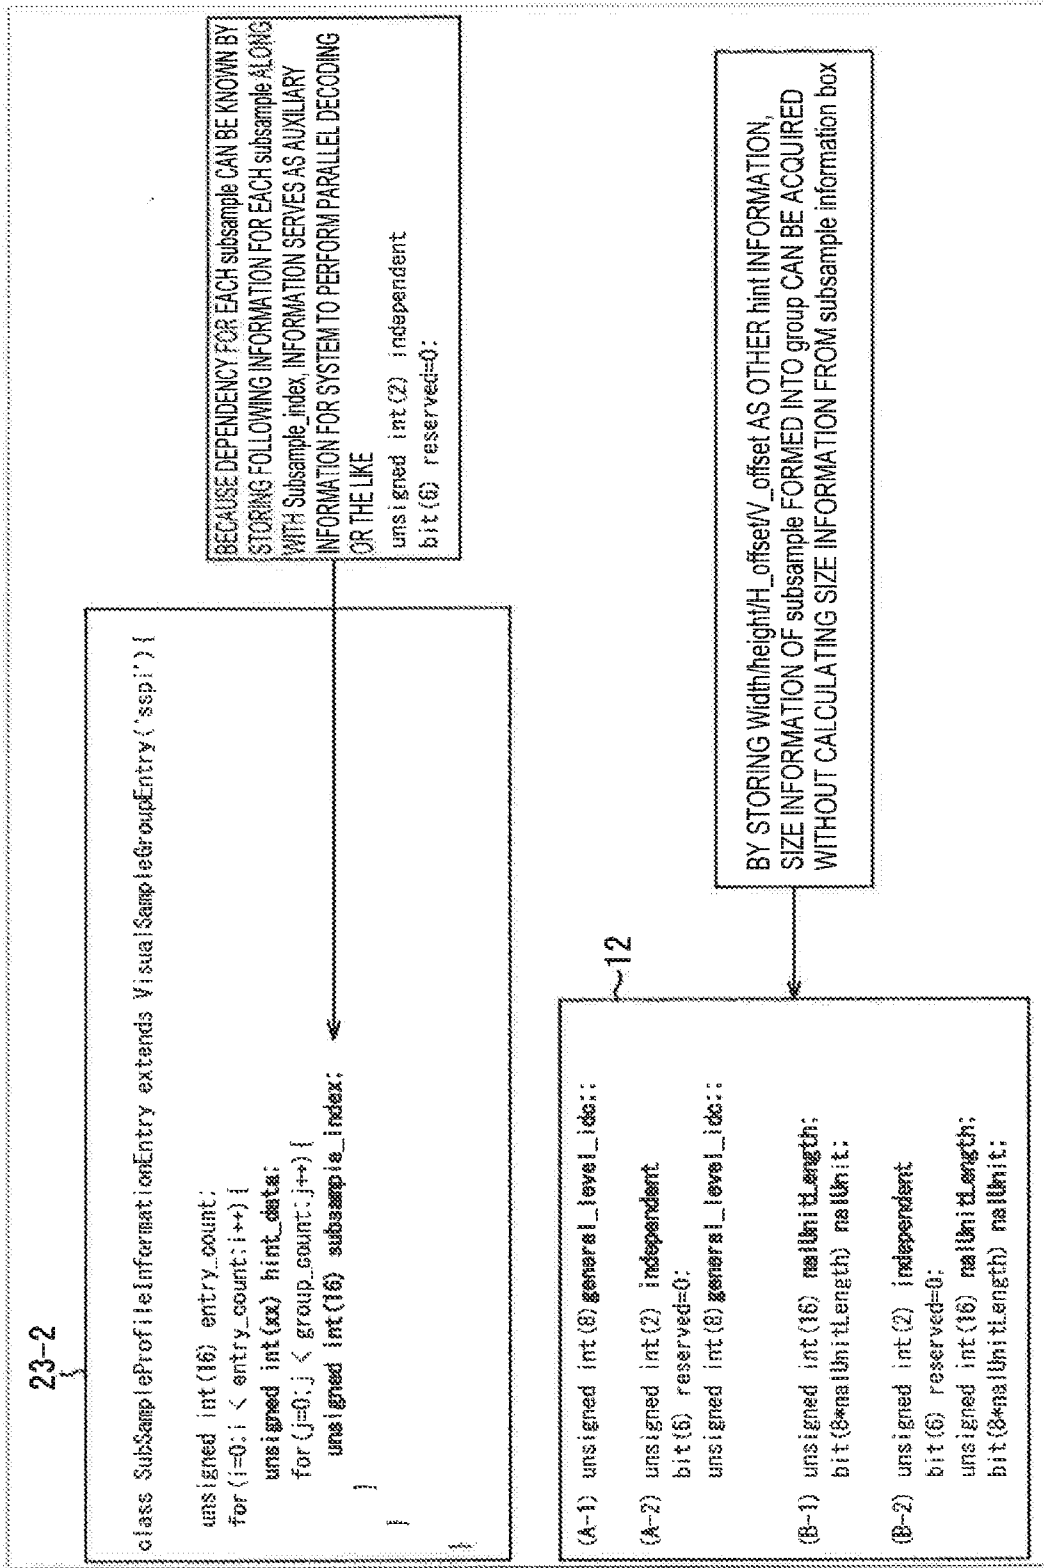 23-2
class SubSampleProfileInformationEntry extends VisualSampleGroupEntry('sspi') {
unsigned int(16) entry_count;
for(i=0; i < entry_count; i++) {
unsigned int(xx) hint_data;
for(j=0; j < group_count; j++) {
unsigned int(16) subsample_index;
}
}
}
BECAUSE DEPENDENCY FOR EACH subsample CAN BE KNOWN BY
STORING FOLLOWING INFORMATION FOR EACH subsample ALONG
WITH Subsample_index, INFORMATION SERVES AS AUXILIARY
INFORMATION FOR SYSTEM TO PERFORM PARALLEL DECODING
OR THE LIKE
unsigned int(2) independent
bit(6) reserved=0;
12
(A-1) unsigned int(8)general_level_idc;;
(A-2) unsigned int(2) independent
bit(6) reserved=0;
unsigned int(8)general_level_idc;;
(B-1) unsigned int(16) nalUnitLength;
bit(8*nalUnitLength) nalUnit;
(B-2) unsigned int(2) independent
bit(6) reserved=0;
unsigned int(16) nalUnitLength;
bit(8*nalUnitLength) nalUnit;
BY STORING Width/height/H_offset/V_offset AS OTHER hint INFORMATION,
SIZE INFORMATION OF subsample FORMED INTO group CAN BE ACQUIRED
WITHOUT CALCULATING SIZE INFORMATION FROM subsample information box